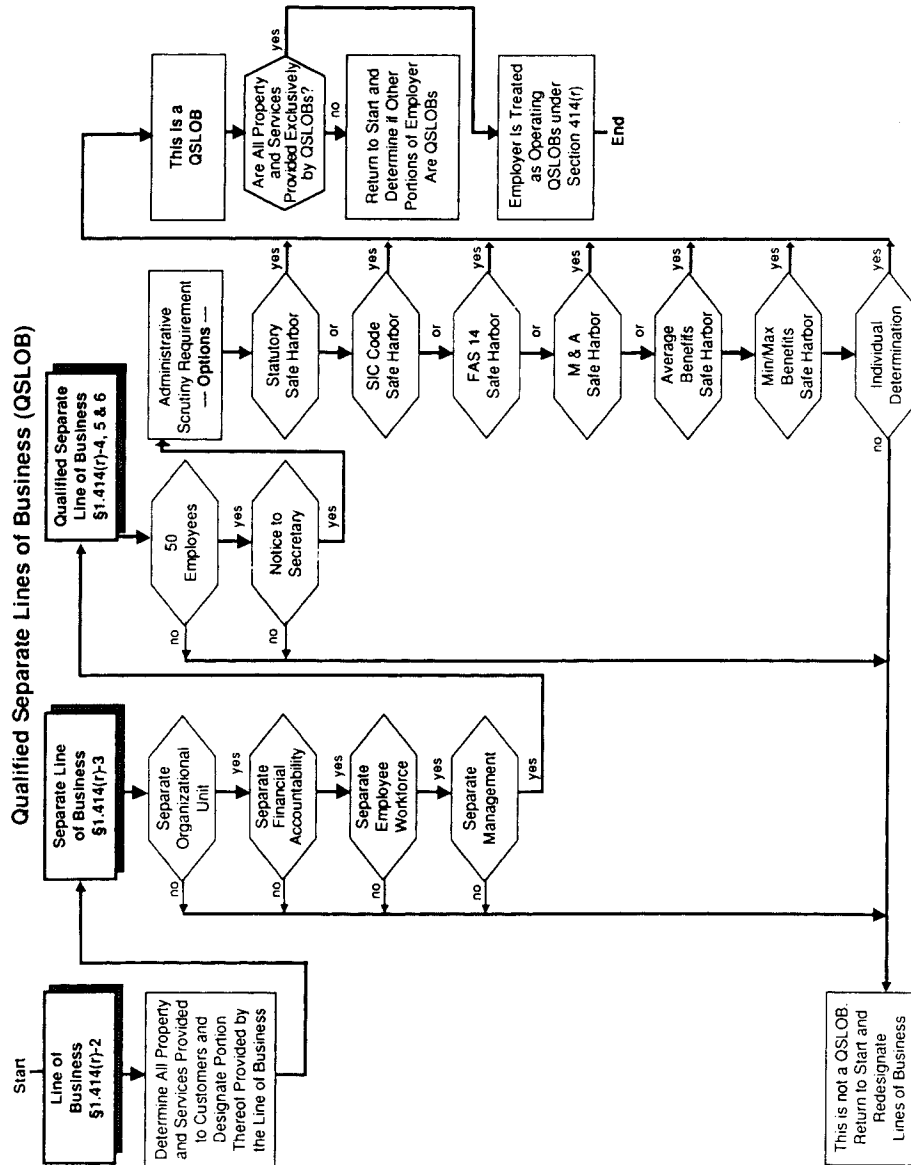 Qualified Separate Lines of Business (QSLOB)
Start
Line of
Business
§1.414(r)-2
Determine All Property
and Services Provided
to Customers and
Designate Portion
Thereof Provided by
the Line of Business
Separate Line
of Business
§1.414(r)-3
Separate
Organizational
Unit
no
yes
Separate
Financial
Accountability
no
yes
Separate
Employee
Workforce
no
yes
Separate
Management
no
yes
Qualified Separate
Line of Business
§1.414(r)-4, 5 & 6
50
Employees
no
yes
Notice to
Secretary
no
yes
Administrative
Scrutiny Requirement
--- Options ---
Statutory
Safe Harbor
yes
or
SIC Code
Safe Harbor
yes
or
FAS 14
Safe Harbor
yes
or
M & A
Safe Harbor
yes
or
Average
Benefits
Safe Harbor
yes
Min/Max
Benefits
Safe Harbor
yes
Individual
Determination
no
yes
This Is a
QSLOB
Are All Property
and Services
Provided Exclusively
by QSLOBs?
yes
no
Return to Start and
Determine if Other
Portions of Employer
Are QSLOBs
Employer Is Treated
as Operating
QSLOBs under
Section 414(r)
End
This is not a QSLOB.
Return to Start and
Redesignate
Lines of Business